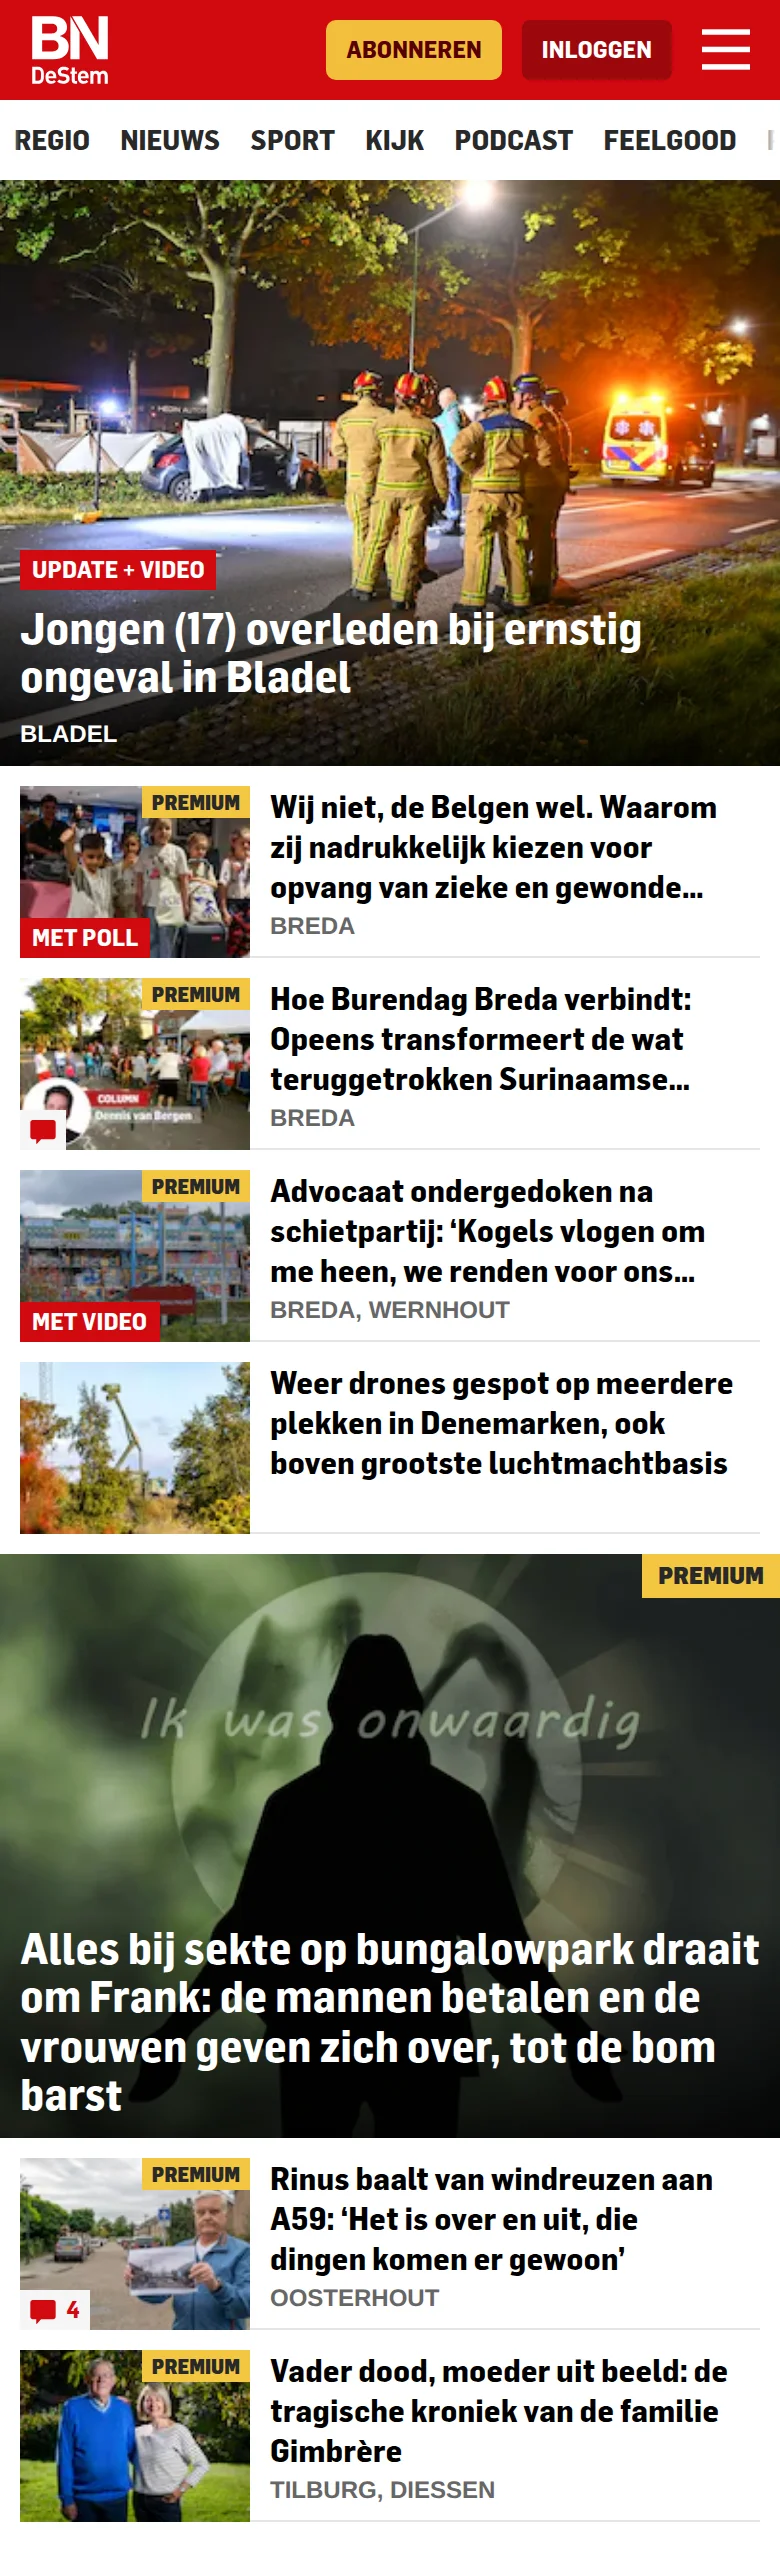 BN
DeStem
ABONNEREN
INLOGGEN
REGIO NIEUWS SPORT KIJK PODCAST FEELGOOD
UPDATE + VIDEO
Jongen (17) overleden bij ernstig
ongeval in Bladel
BLADEL
PREMIUM
MET POLL
Wij niet, de Belgen wel. Waarom
zij nadrukkelijk kiezen voor
opvang van zieke en gewonde...
BREDA
PREMIUM
COLUMN
Dennis van Bergen
Hoe Burendag Breda verbindt:
Opeens transformeert de wat
teruggetrokken Surinaamse...
BREDA
PREMIUM
MET VIDEO
Advocaat ondergedoken na
schietpartij: ‘Kogels vlogen om
me heen, we renden voor ons...
BREDA, WERNHOUT
Weer drones gespot op meerdere
plekken in Denemarken, ook
boven grootste luchtmachtbasis
PREMIUM
Ik was onwaardig
Alles bij sekte op bungalowpark draait
om Frank: de mannen betalen en de
vrouwen geven zich over, tot de bom
barst
PREMIUM
4
Rinus baalt van windreuzen aan
A59: ‘Het is over en uit, die
dingen komen er gewoon’
OOSTERHOUT
PREMIUM
Vader dood, moeder uit beeld: de
tragische kroniek van de familie
Gimbrère
TILBURG, DIESSEN